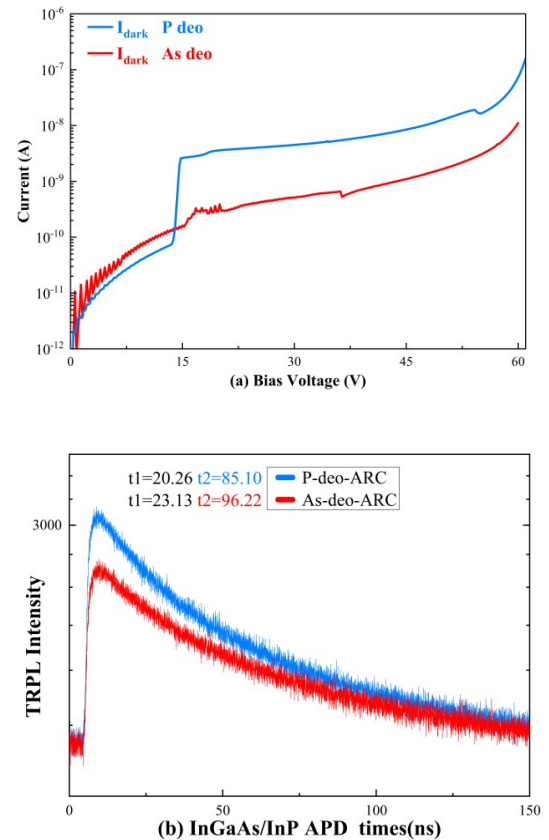 10⁻⁶
I_dark P deo
I_dark As deo
10⁻⁷
10⁻⁸
10⁻⁹
10⁻¹⁰
10⁻¹¹
10⁻¹²
Current (A)
0 15 30 45 60
(a) Bias Voltage (V)
t1=20.26 t2=85.10 P-deo-ARC
t1=23.13 t2=96.22 As-deo-ARC
3000
TRPL Intensity
0 50 100 150
(b) InGaAs/InP APD times(ns)